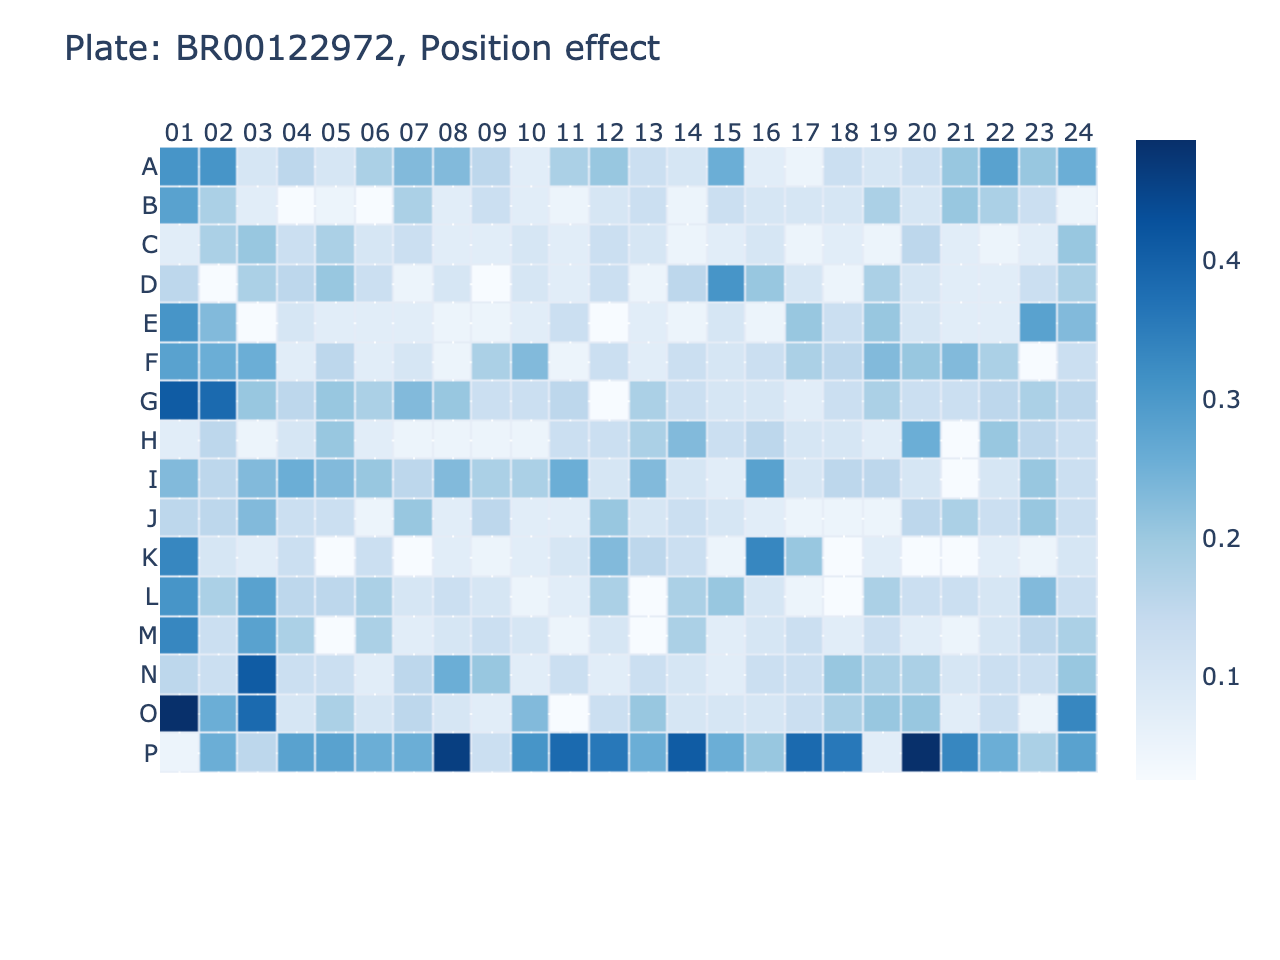 Plate: BR00122972, Position effect
01 02 03 04 05 06 07 08 09 10 11 12 13 14 15 16 17 18 19 20 21 22 23 24
A
B
C
D
E
F
G
H
I
J
K
L
M
N
O
P
0.4
0.3
0.2
0.1